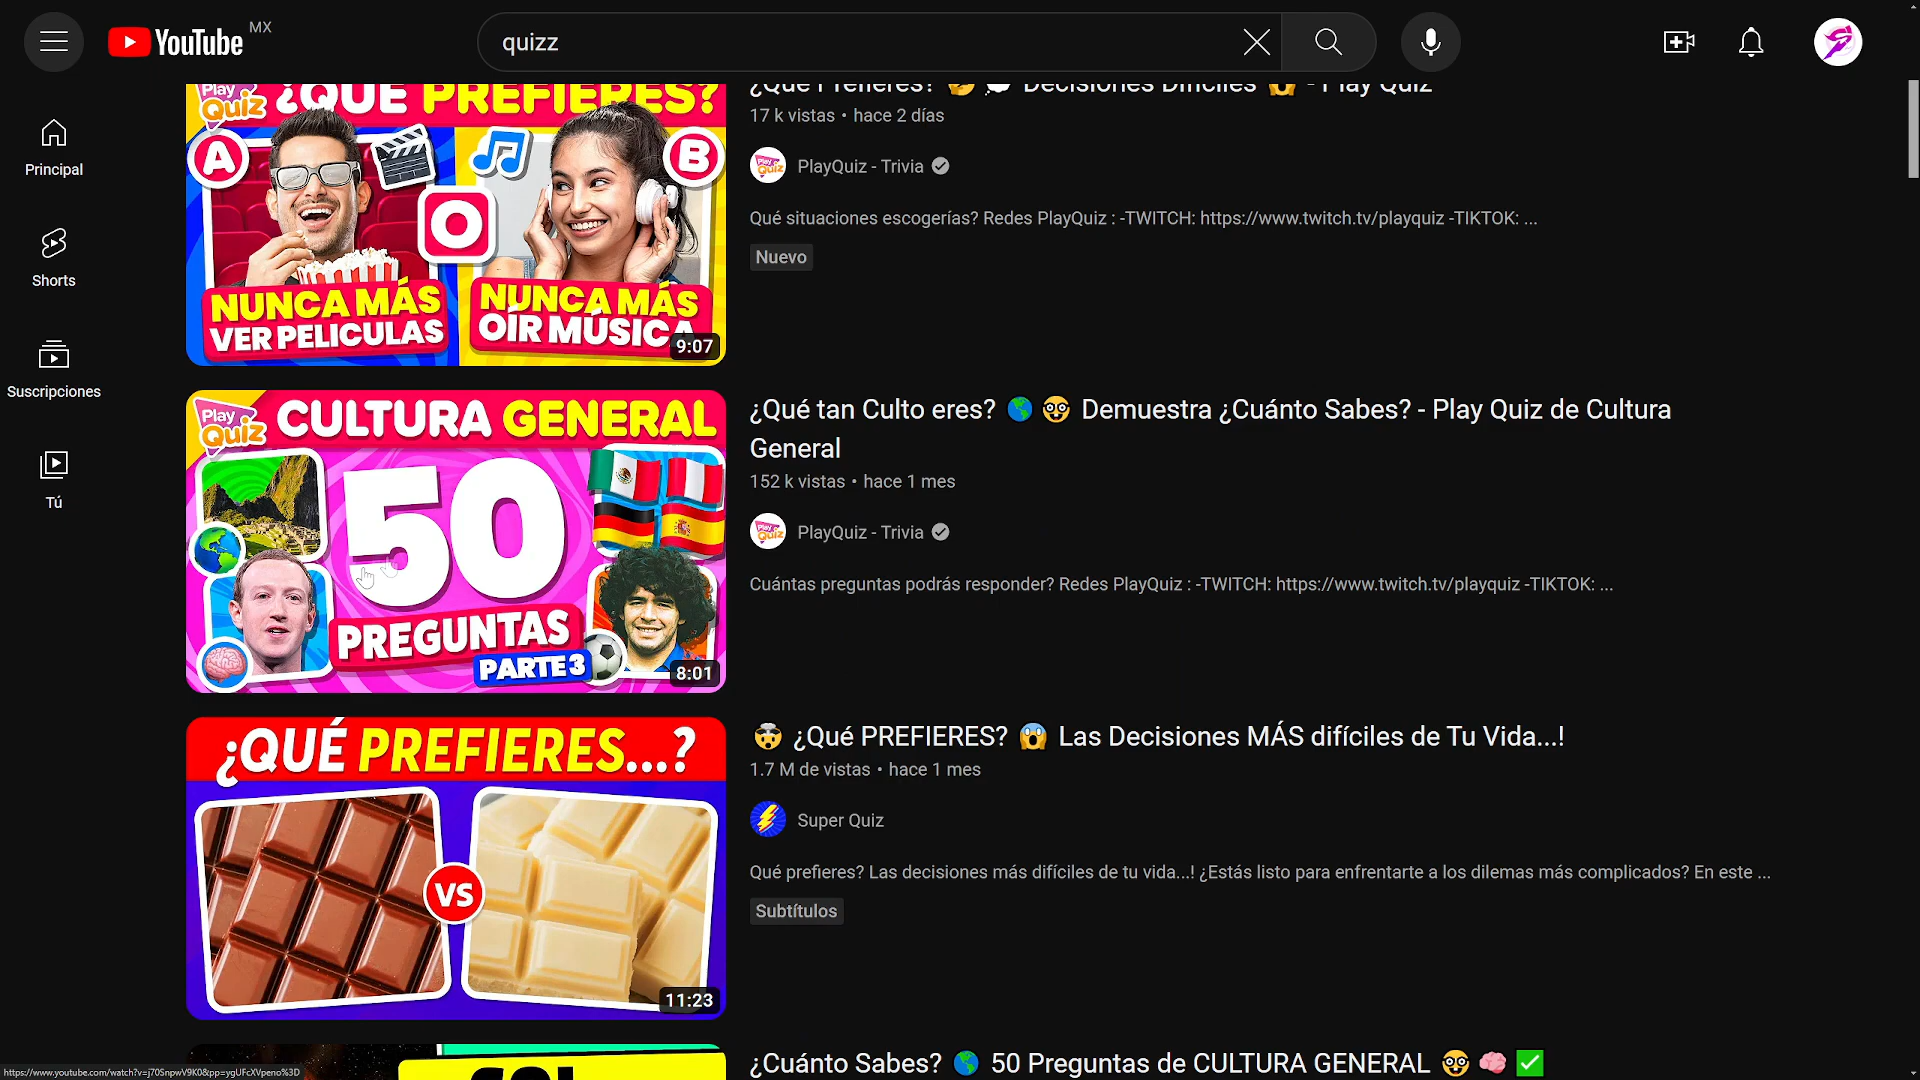 YouTube MX
quizz
Principal
Shorts
Suscripciones
Tú
Play Quiz
¿QUÉ PREFIERES?
A
O
B
NUNCA MÁS
VER PELICULAS
NUNCA MÁS
OÍR MÚSICA
9:07
¿Qué Prefieres? 🤔 💭 Decisiones Difíciles 😱 - Play Quiz
17 k vistas • hace 2 días
PlayQuiz - Trivia
Qué situaciones escogerías? Redes PlayQuiz : -TWITCH: https://www.twitch.tv/playquiz -TIKTOK: ...
Nuevo
Play Quiz
CULTURA GENERAL
50
PREGUNTAS
PARTE 3
8:01
¿Qué tan Culto eres? 🌎 🤓 Demuestra ¿Cuánto Sabes? - Play Quiz de Cultura
General
152 k vistas • hace 1 mes
PlayQuiz - Trivia
Cuántas preguntas podrás responder? Redes PlayQuiz : -TWITCH: https://www.twitch.tv/playquiz -TIKTOK: ...
¿QUÉ PREFIERES...?
VS
11:23
🤯 ¿Qué PREFIERES? 😱 Las Decisiones MÁS difíciles de Tu Vida...!
1.7 M de vistas • hace 1 mes
Super Quiz
Qué prefieres? Las decisiones más difíciles de tu vida...! ¿Estás listo para enfrentarte a los dilemas más complicados? En este ...
Subtítulos
¿Cuánto Sabes? 🌎 50 Preguntas de CULTURA GENERAL 🤓 🧠 ✅
https://www.youtube.com/watch?v=j70SnpwV9K0&pp=ygUFcXVpeno%3D